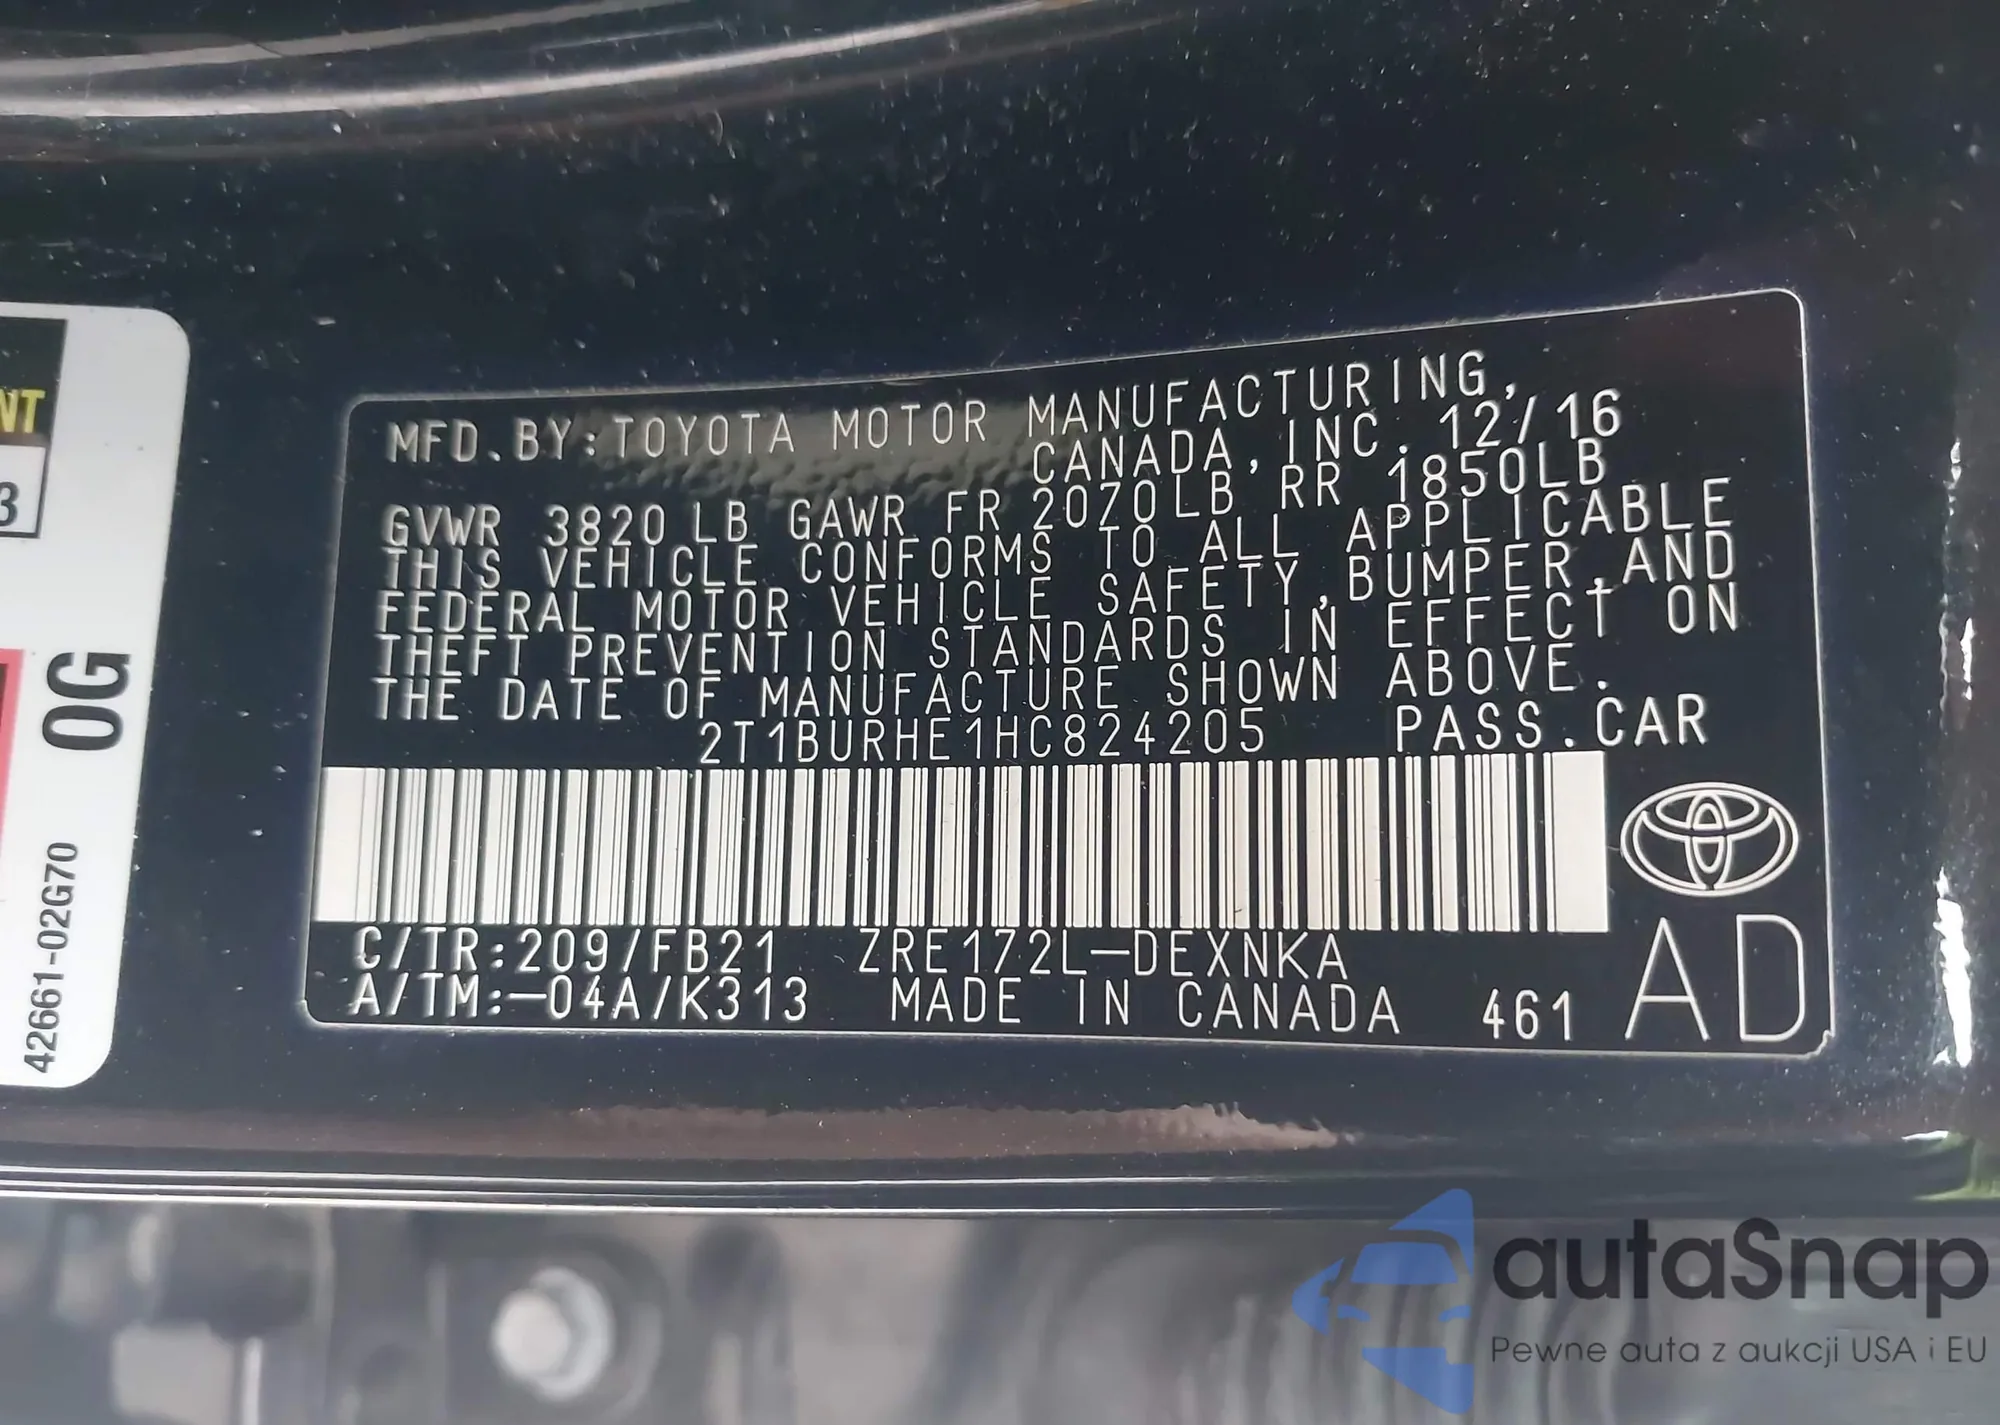 MFD.BY:TOYOTA MOTOR MANUFACTURING,
CANADA, INC. 12/16
GVWR 3820 LB GAWR FR 2070LB RR 1850LB
THIS VEHICLE CONFORMS TO ALL APPLICABLE
FEDERAL MOTOR VEHICLE SAFETY,BUMPER,AND
THEFT PREVENTION STANDARDS IN EFFECT ON
THE DATE OF MANUFACTURE SHOWN ABOVE.
2T1BURHE1HC824205 PASS.CAR
C/TR:209/FB21 ZRE172L-DEXNKA
A/TM:-04A/K313 MADE IN CANADA 461 AD
NT
3
0G
42661-02G70
autaSnap
Pewne auta z aukcji USA i EU